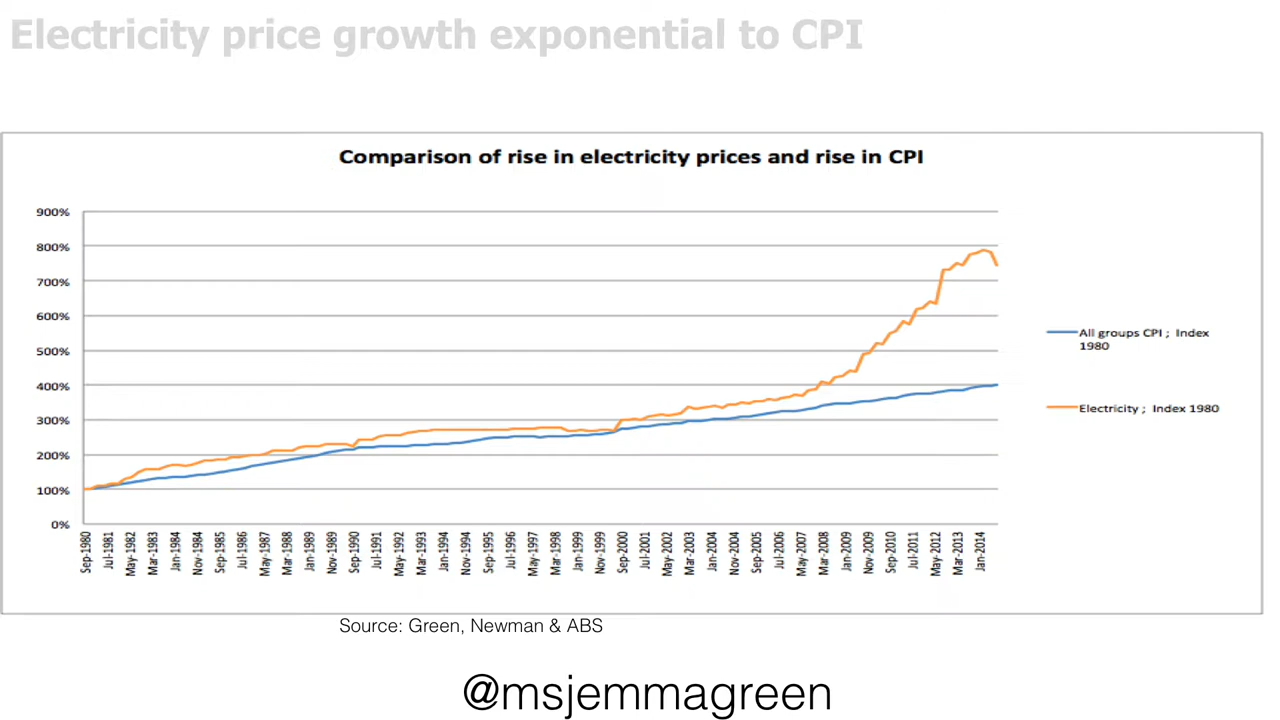 Electricity price growth exponential to CPI
Comparison of rise in electricity prices and rise in CPI
900%
800%
700%
600%
500%
400%
300%
200%
100%
0%
All groups CPI ; Index
1980
Electricity ; Index 1980
Sep-1980
Jul-1981
May-1982
Mar-1983
Jan-1984
Nov-1984
Sep-1985
Jul-1986
May-1987
Mar-1988
Jan-1989
Nov-1989
Sep-1990
Jul-1991
May-1992
Mar-1993
Jan-1994
Nov-1994
Sep-1995
Jul-1996
May-1997
Mar-1998
Jan-1999
Nov-1999
Sep-2000
Jul-2001
May-2002
Mar-2003
Jan-2004
Nov-2004
Sep-2005
Jul-2006
May-2007
Mar-2008
Jan-2009
Nov-2009
Sep-2010
Jul-2011
May-2012
Mar-2013
Jan-2014
Source: Green, Newman & ABS
@msjemmagreen